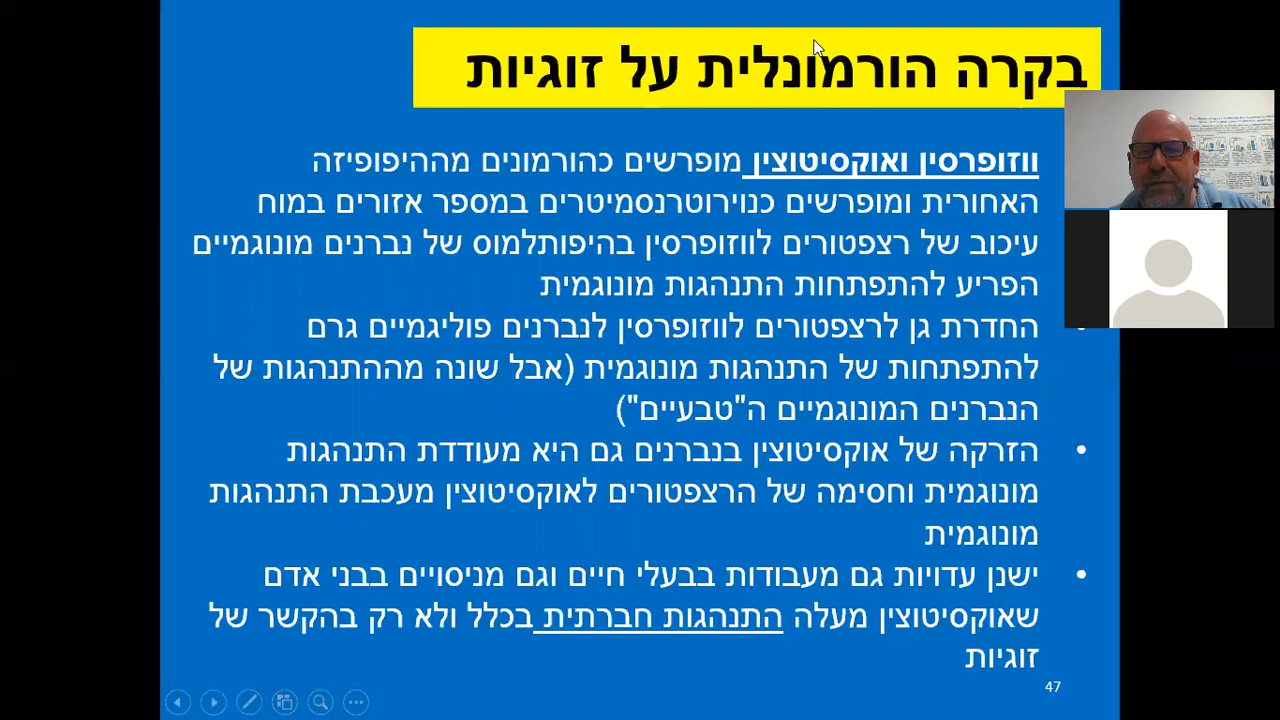 בקרה הורמונלית על זוגיות
ווזופרסין ואוקסיטוצין מופרשים כהורמונים מההיפופיזה
האחורית ומופרשים כנוירוטרנסמיטרים במספר אזורים במוח
עיכוב של רצפטורים לווזופרסין בהיפותלמוס של נברנים מונוגמיים
הפריע להתפתחות התנהגות מונוגמית
החדרת גן לרצפטורים לווזופרסין לנברנים פוליגמיים גרם
להתפתחות של התנהגות מונוגמית (אבל שונה מההתנהגות של
הנברנים המונוגמיים ה"טבעיים")
• הזרקה של אוקסיטוצין בנברנים גם היא מעודדת התנהגות
מונוגמית וחסימה של הרצפטורים לאוקסיטוצין מעכבת התנהגות
מונוגמית
• ישנן עדויות גם מעבודות בבעלי חיים וגם מניסויים בבני אדם
שאוקסיטוצין מעלה התנהגות חברתית בכלל ולא רק בהקשר של
זוגיות
47